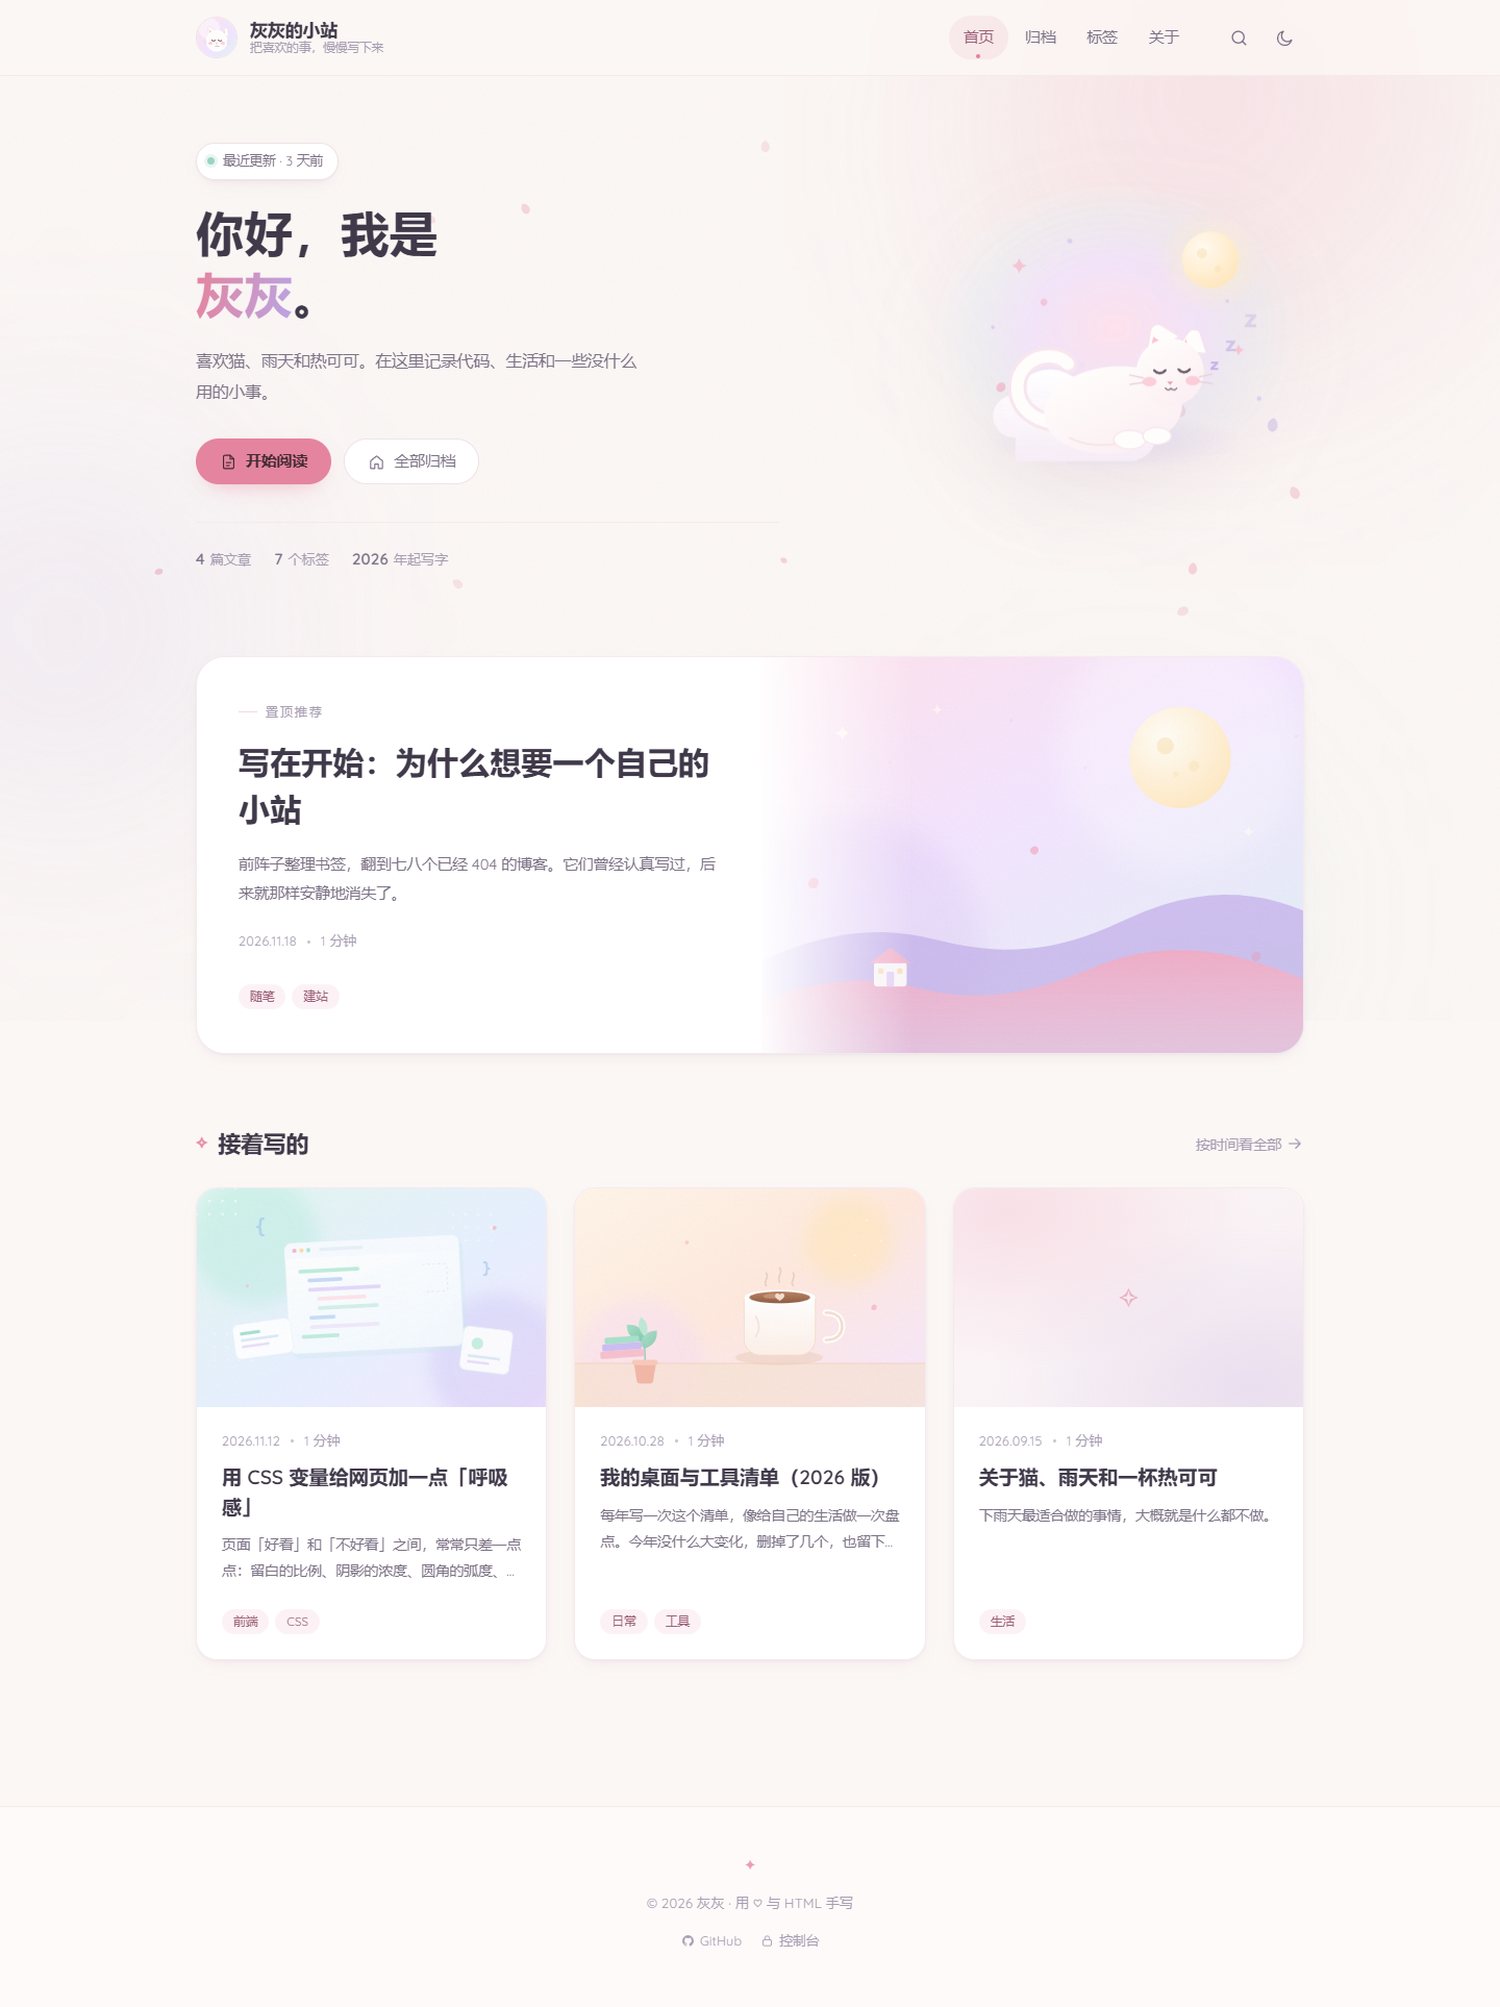 灰灰的小站
把喜欢的事，慢慢写下来
首页
归档
标签
关于
最近更新 · 3 天前
你好，我是
灰灰。
喜欢猫、雨天和热可可。在这里记录代码、生活和一些没什么
用的小事。
开始阅读
全部归档
4 篇文章
7 个标签
2026 年起写字
z
z
z
置顶推荐
写在开始：为什么想要一个自己的
小站
前阵子整理书签，翻到七八个已经 404 的博客。它们曾经认真写过，后
来就那样安静地消失了。
2026.11.18 • 1 分钟
随笔
建站
接着写的
按时间看全部 →
{
}
2026.11.12 • 1 分钟
用 CSS 变量给网页加一点「呼吸
感」
页面「好看」和「不好看」之间，常常只差一点
点：留白的比例、阴影的浓度、圆角的弧度、...
前端
CSS
2026.10.28 • 1 分钟
我的桌面与工具清单（2026 版）
每年写一次这个清单，像给自己的生活做一次盘
点。今年没什么大变化，删掉了几个，也留下...
日常
工具
2026.09.15 • 1 分钟
关于猫、雨天和一杯热可可
下雨天最适合做的事情，大概就是什么都不做。
生活
© 2026 灰灰 · 用 ♡ 与 HTML 手写
GitHub
控制台